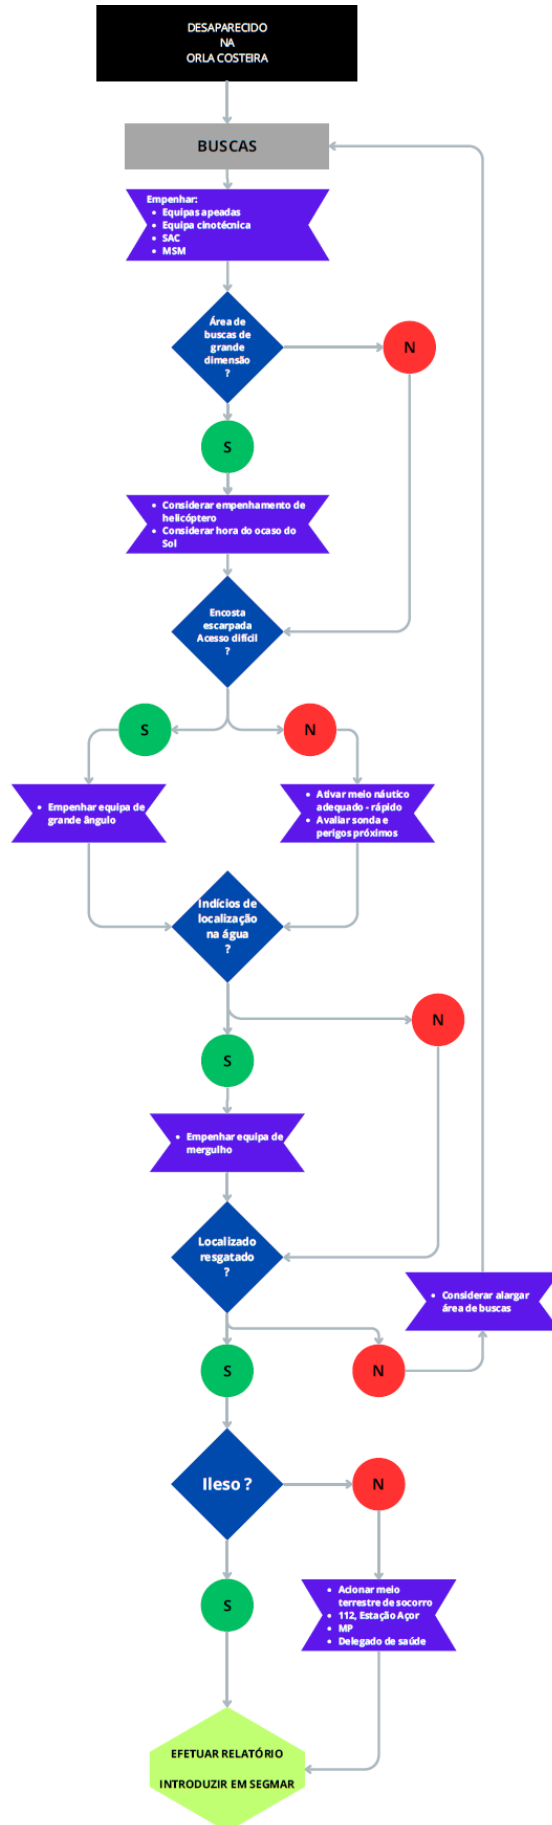 DESAPARECIDO
NA
ORLA COSTEIRA
BUSCAS
Empenhar:
• Equipas apeadas
• Equipa cinotécnica
• SAC
• MSM
Área de
buscas de
grande
dimensão
?
N
S
• Considerar empenhamento de
helicóptero
• Considerar hora do ocaso do
Sol
Encosta
escarpada
Acesso difícil
?
S
N
• Empenhar equipa de
grande ângulo
• Ativar meio náutico
adequado - rápido
• Avaliar sonda e
perigos próximos
Indícios de
localização
na água
?
N
S
• Empenhar equipa de
mergulho
Localizado
resgatado
?
• Considerar alargar
área de buscas
S
N
Ileso ?
N
S
• Acionar meio
terrestre de socorro
• 112, Estação Açor
• MP
• Delegado de saúde
EFETUAR RELATÓRIO
INTRODUZIR EM SEGMAR